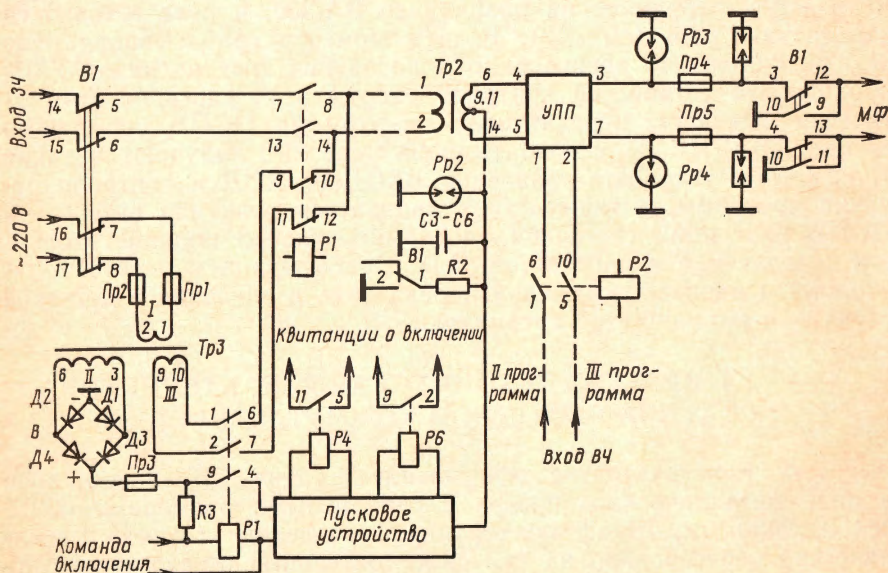 Вход ЗЧ
14
В1
5
7
8
15
6
13
14
9
10
11
12
Р1
~220 В
16
7
17
8
Пр2
Пр1
I
2 1
Тр3
Тр2
1
2
6
9.11
14
4
5
УПП
3
7
1
2
Рр3
Пр4
В1
3
12
10
9
Пр5
4
13
10
11
МФ
Рр4
Рр2
С3-С6
В1
2
1
R2
6
10
1
5
Р2
II прог-
рамма
III прог-
рамма
Вход ВЧ
Квитанции о включении
11
5
9
2
Р4
Р6
6
II
3
9 10
III
Д2
Д1
-
В
Д4
Д3
+
Пр3
1
6
2
7
9
4
R3
Р1
Пусковое
устройство
Команда
включения